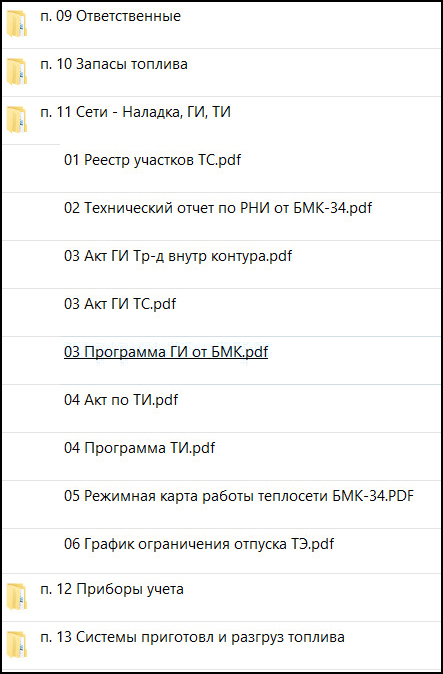 п. 09 Ответственные
п. 10 Запасы топлива
п. 11 Сети - Наладка, ГИ, ТИ
01 Реестр участков ТС.pdf
02 Технический отчет по РНИ от БМК-34.pdf
03 Акт ГИ Тр-д внутр контура.pdf
03 Акт ГИ ТС.pdf
03 Программа ГИ от БМК.pdf
04 Акт по ТИ.pdf
04 Программа ТИ.pdf
05 Режимная карта работы теплосети БМК-34.PDF
06 График ограничения отпуска ТЭ.pdf
п. 12 Приборы учета
п. 13 Системы приготовл и разгруз топлива